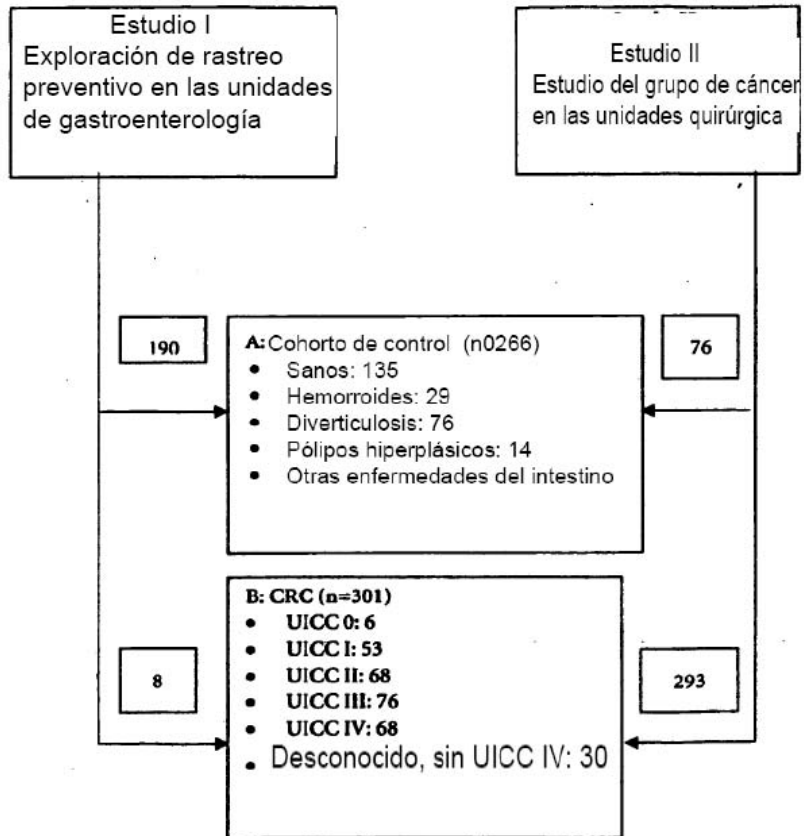 Estudio I
Exploración de rastreo
preventivo en las unidades
de gastroenterología
Estudio II
Estudio del grupo de cáncer
en las unidades quirúrgica
190
A: Cohorto de control (n0266)
• Sanos: 135
• Hemorroides: 29
• Diverticulosis: 76
• Pólipos hiperplásicos: 14
• Otras enfermedades del intestino
76
8
B: CRC (n=301)
• UICC 0: 6
• UICC I: 53
• UICC II: 68
• UICC III: 76
• UICC IV: 68
• Desconocido, sin UICC IV: 30
293